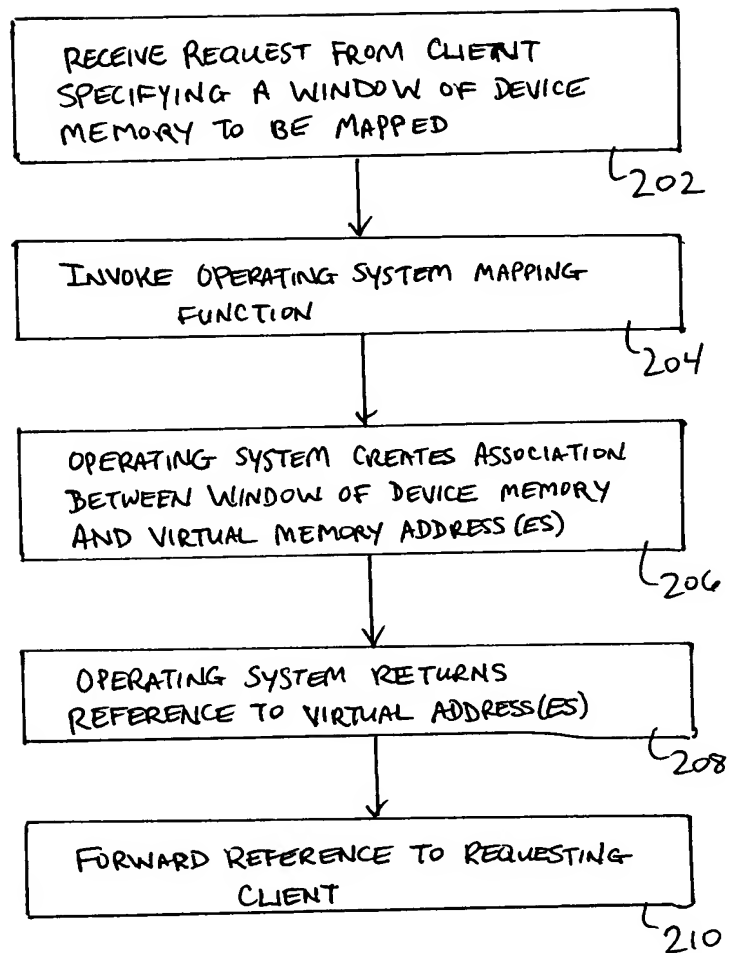 RECEIVE REQUEST FROM CLIENT
SPECIFYING A WINDOW OF DEVICE
MEMORY TO BE MAPPED
202
INVOKE OPERATING SYSTEM MAPPING
FUNCTION
204
OPERATING SYSTEM CREATES ASSOCIATION
BETWEEN WINDOW OF DEVICE MEMORY
AND VIRTUAL MEMORY ADDRESS(ES)
206
OPERATING SYSTEM RETURNS
REFERENCE TO VIRTUAL ADDRESS(ES)
208
FORWARD REFERENCE TO REQUESTING
CLIENT
210